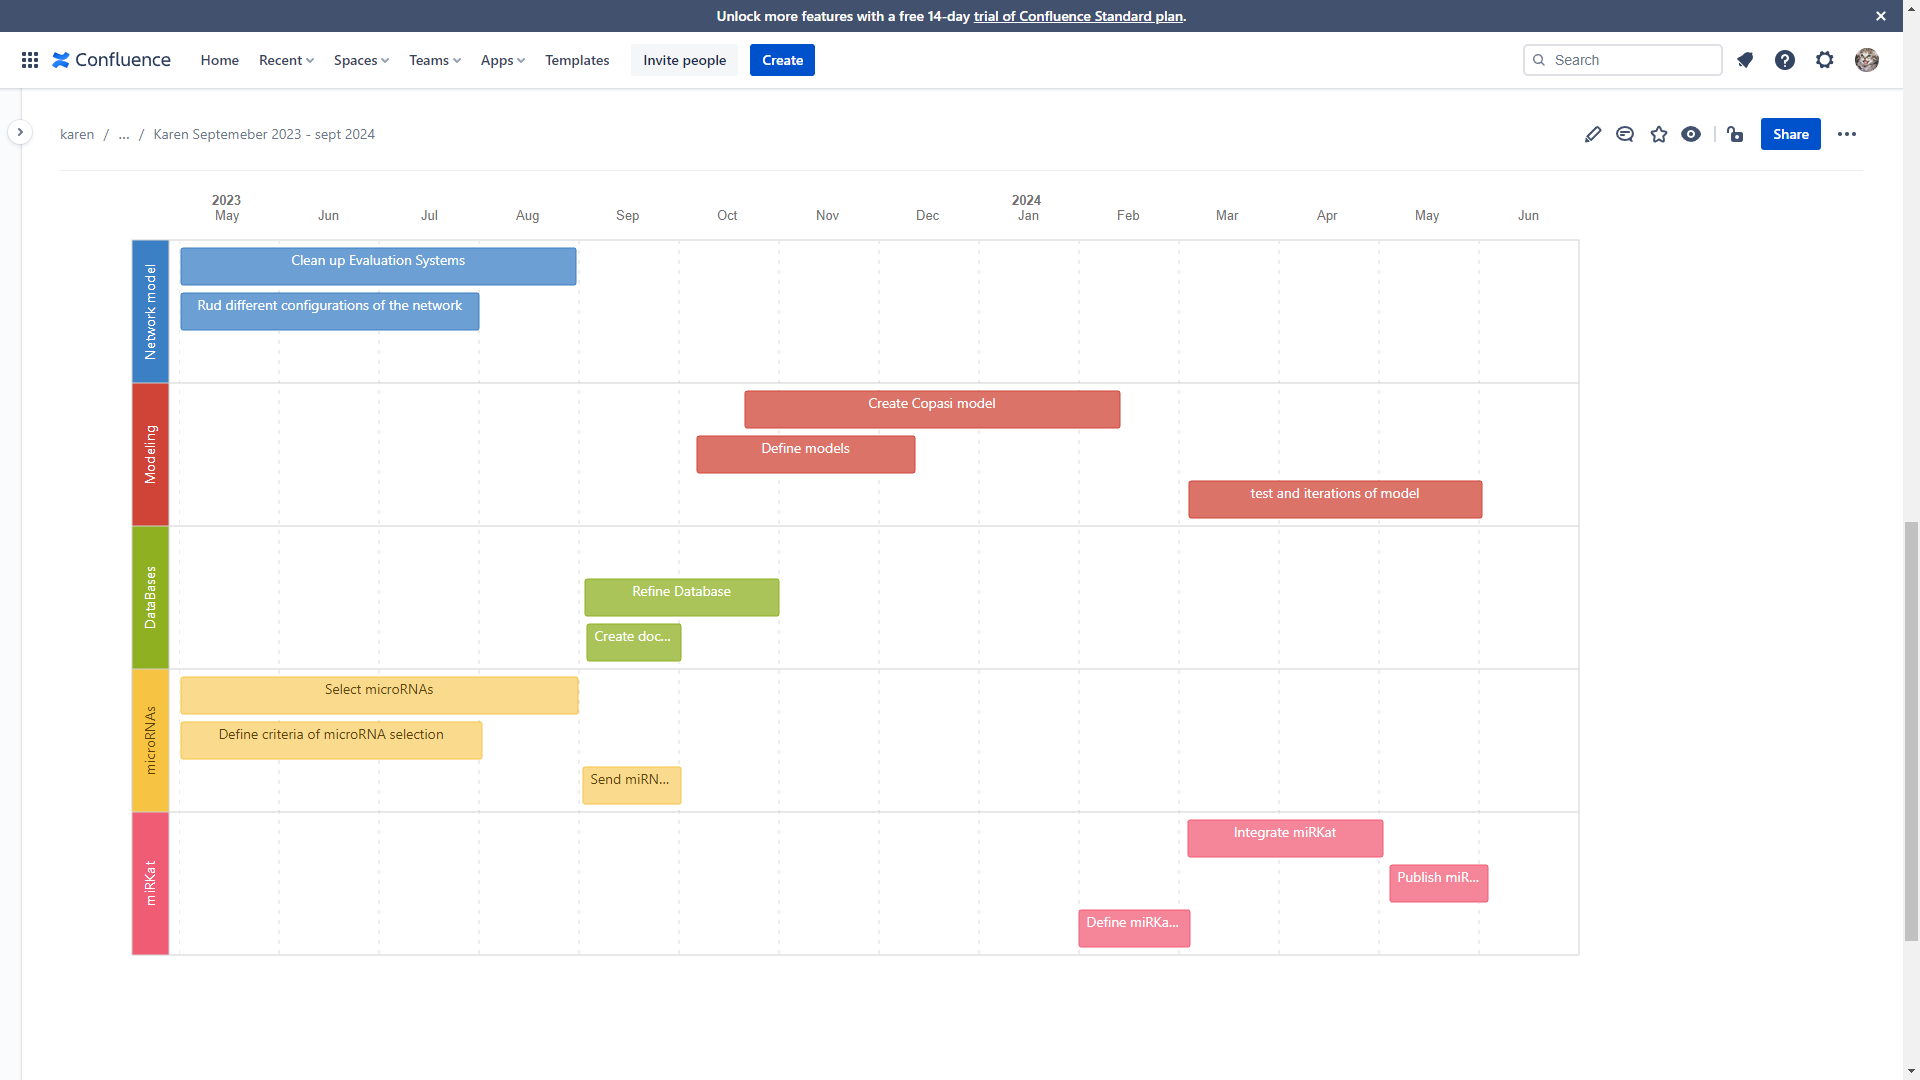 Unlock more features with a free 14-day trial of Confluence Standard plan.
Confluence Home Recent Spaces Teams Apps Templates Invite people Create Search
karen / ... / Karen Septemeber 2023 - sept 2024 Share
2023 2024
May Jun Jul Aug Sep Oct Nov Dec Jan Feb Mar Apr May Jun
Network model
Clean up Evaluation Systems
Rud different configurations of the network
Modeling
Create Copasi model
Define models
test and iterations of model
DataBases
Refine Database
Create doc...
microRNAs
Select microRNAs
Define criteria of microRNA selection
Send miRN...
miRKat
Integrate miRKat
Publish miR...
Define miRKa...